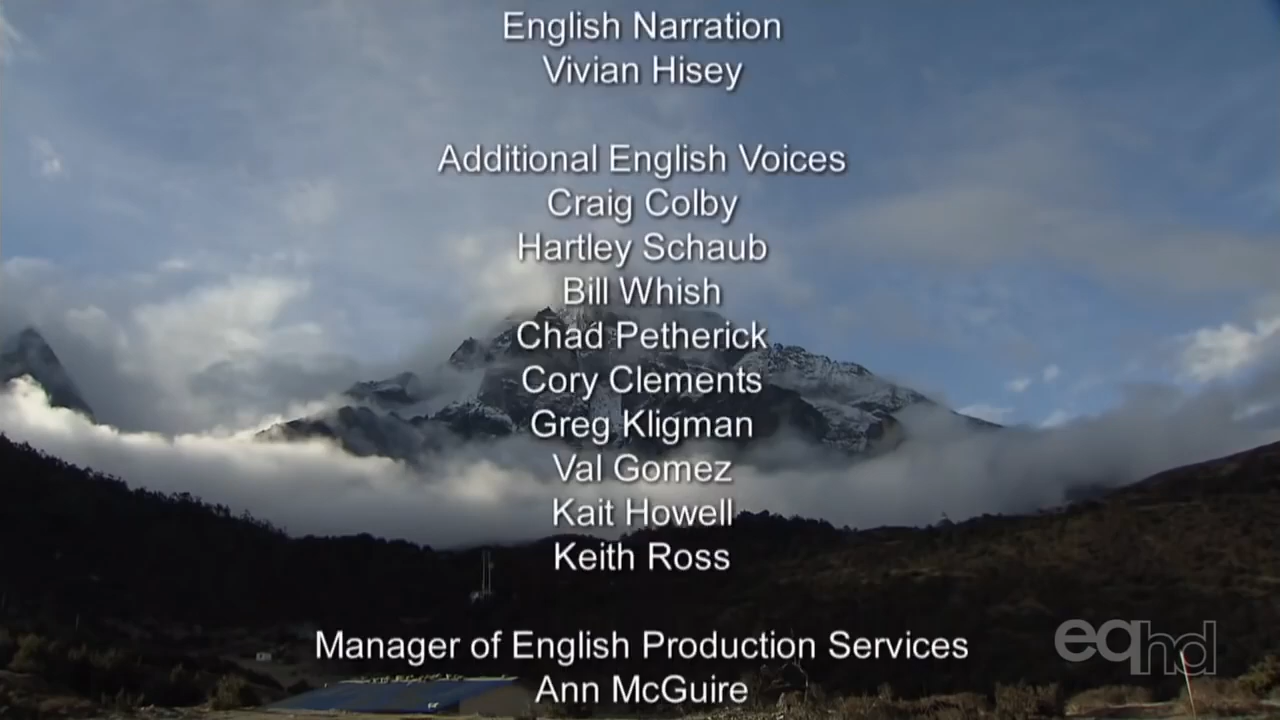 English Narration
Vivian Hisey
Additional English Voices
Craig Colby
Hartley Schaub
Bill Whish
Chad Petherick
Cory Clements
Greg Kligman
Val Gomez
Kait Howell
Keith Ross
Manager of English Production Services
Ann McGuire
eqhd